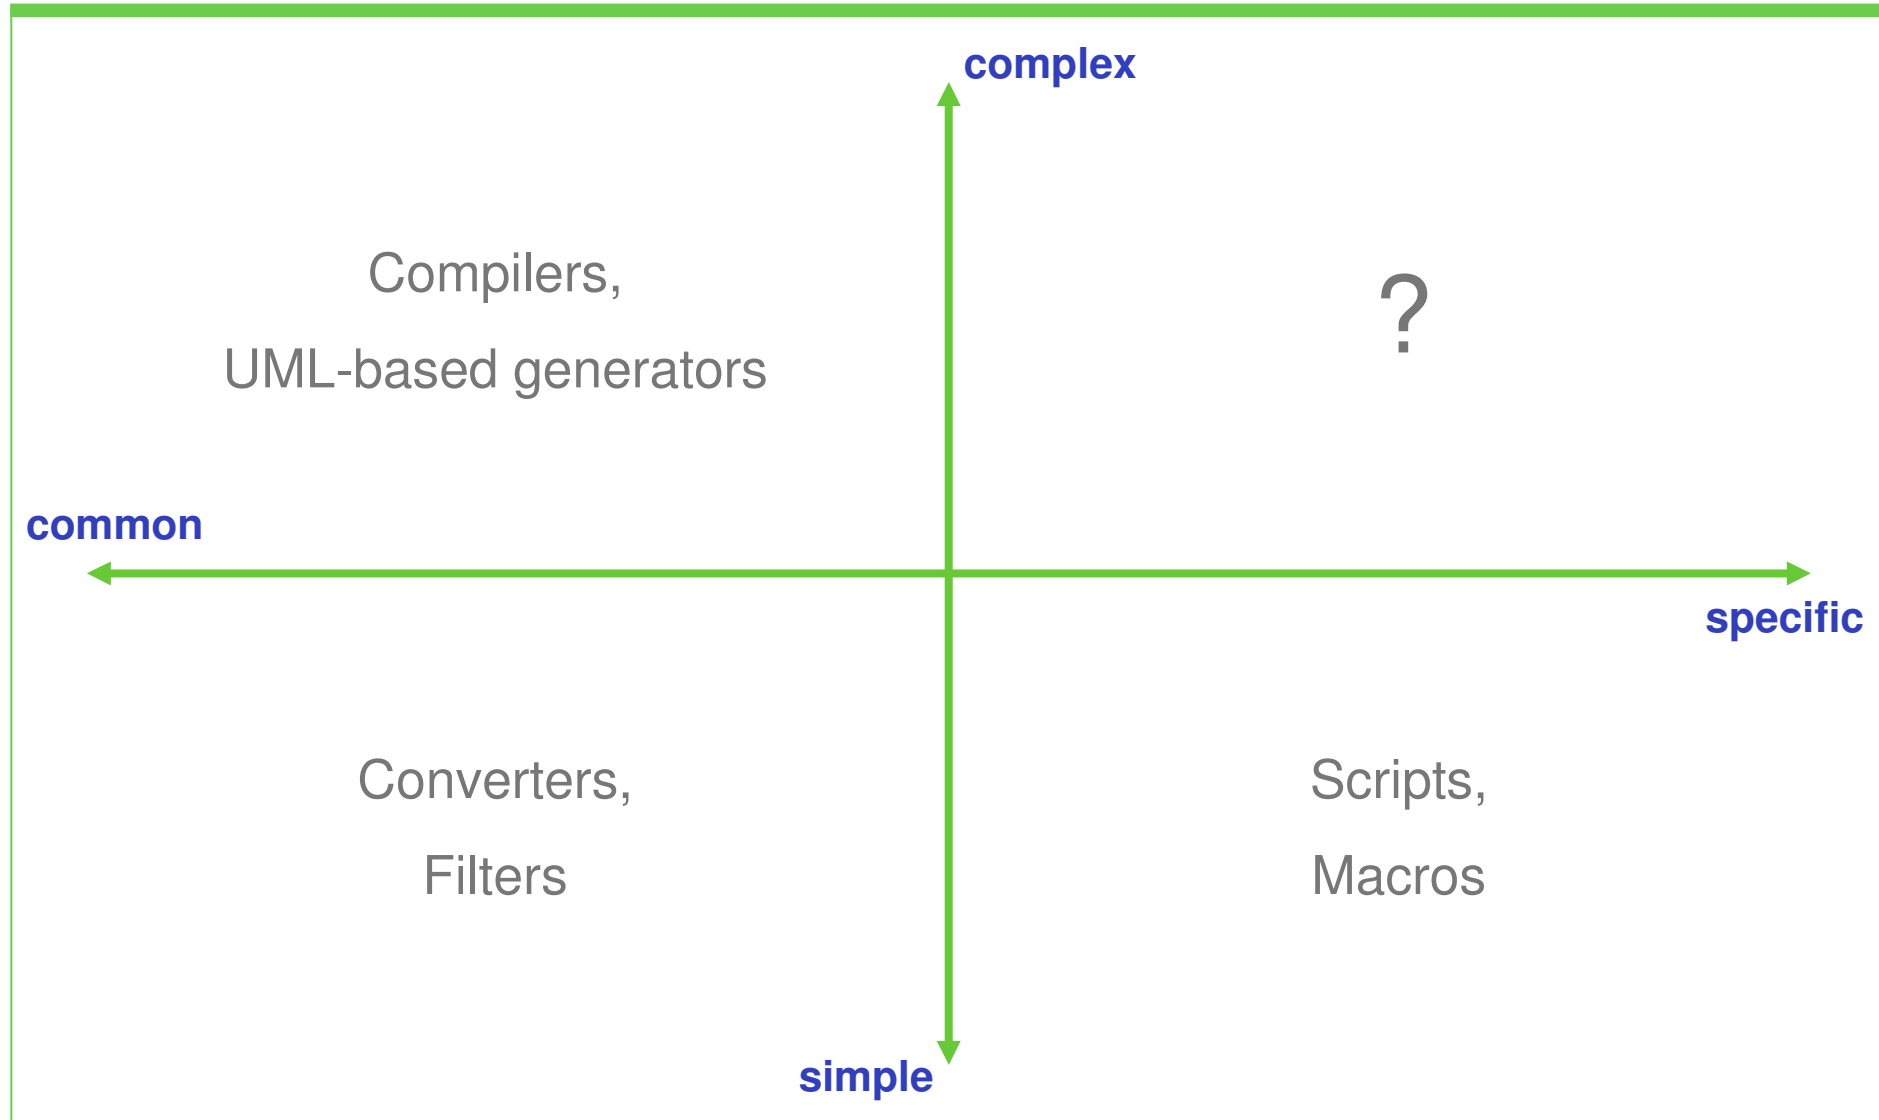 complex
Compilers,
UML-based generators
?
common
specific
Converters,
Filters
Scripts,
Macros
simple